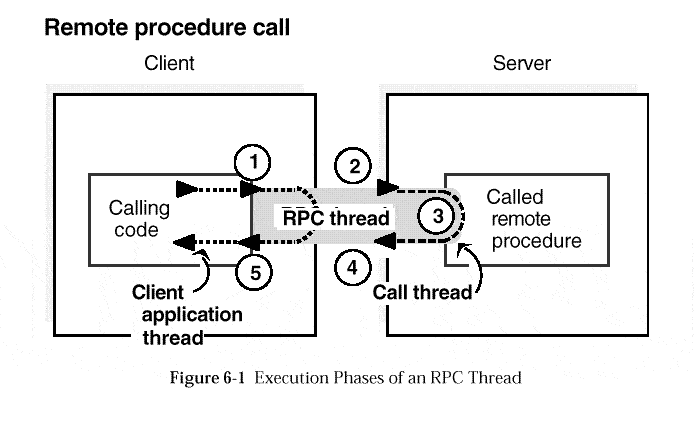 Remote procedure call
Client
Server
1
2
Calling
code
RPC thread
3
Called
remote
procedure
5
4
Client
application
thread
Call thread
Figure 6-1 Execution Phases of an RPC Thread